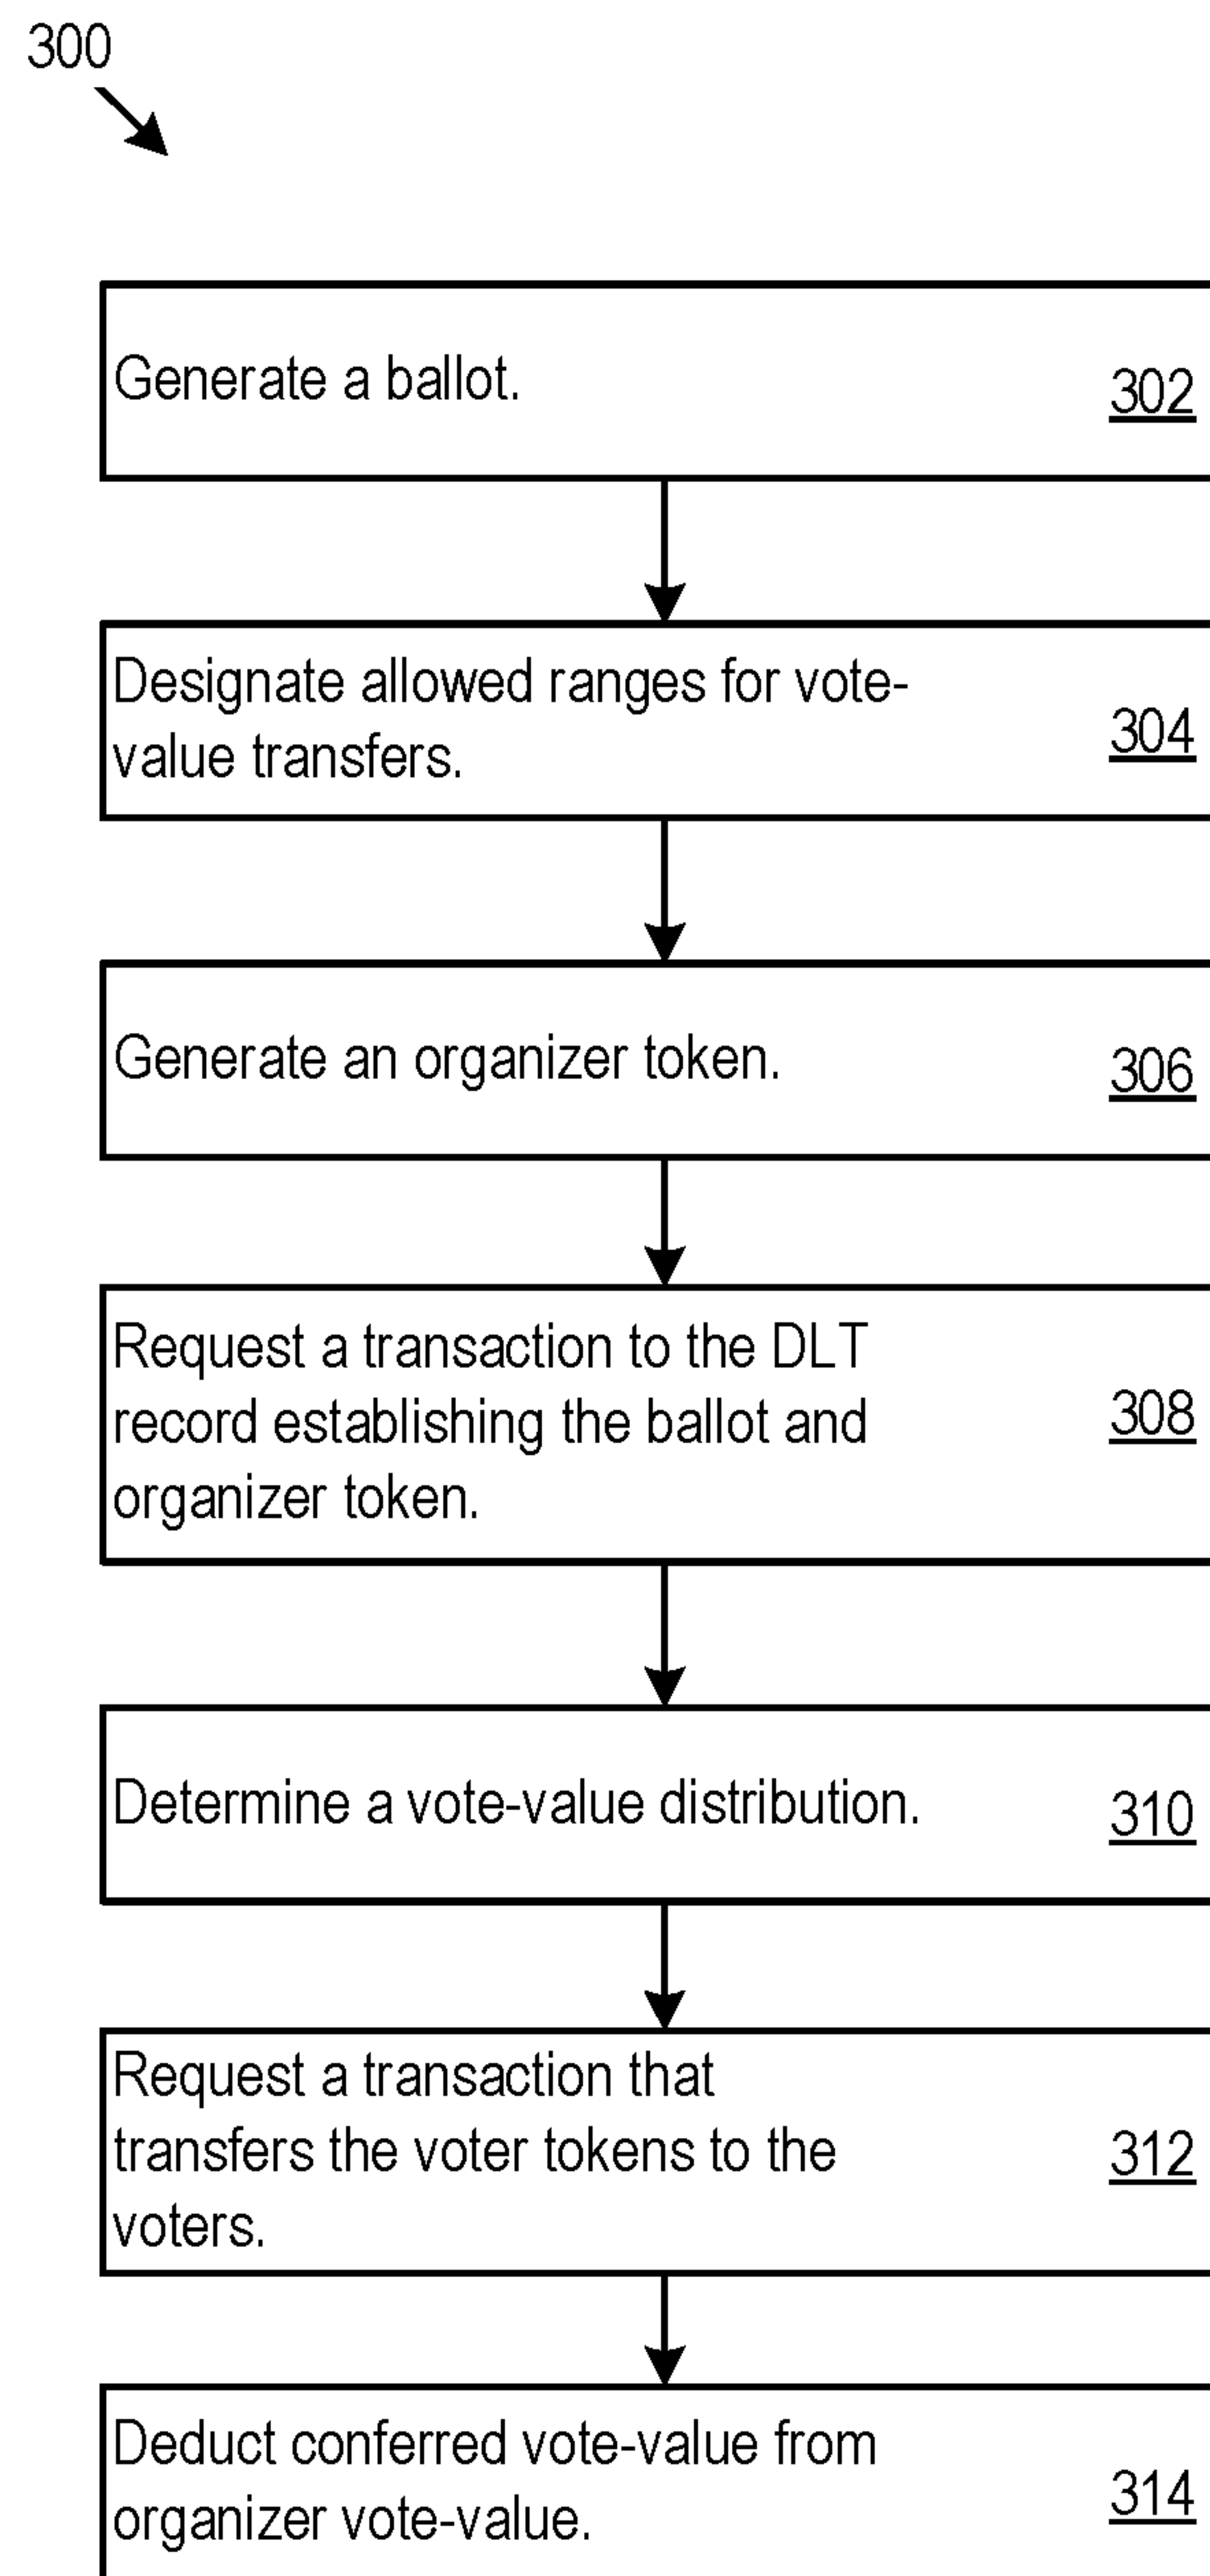 300
Generate a ballot.
302
Designate allowed ranges for vote-
value transfers.
304
Generate an organizer token.
306
Request a transaction to the DLT
record establishing the ballot and
organizer token.
308
Determine a vote-value distribution.
310
Request a transaction that
transfers the voter tokens to the
voters.
312
Deduct conferred vote-value from
organizer vote-value.
314